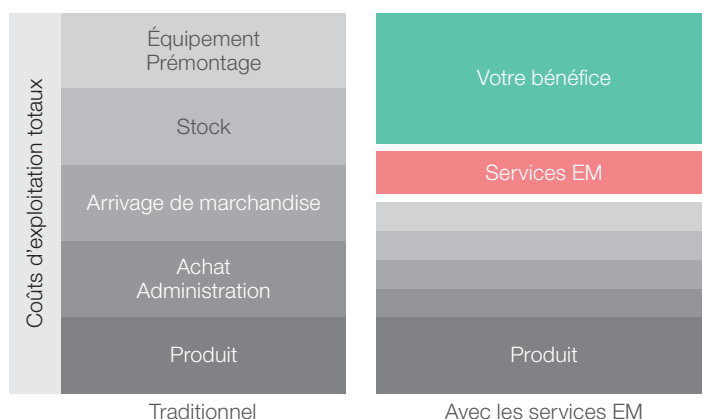 Coûts d'exploitation totaux
Équipement
Prémontage
Stock
Arrivage de marchandise
Achat
Administration
Produit
Traditionnel
Votre bénéfice
Services EM
Produit
Avec les services EM